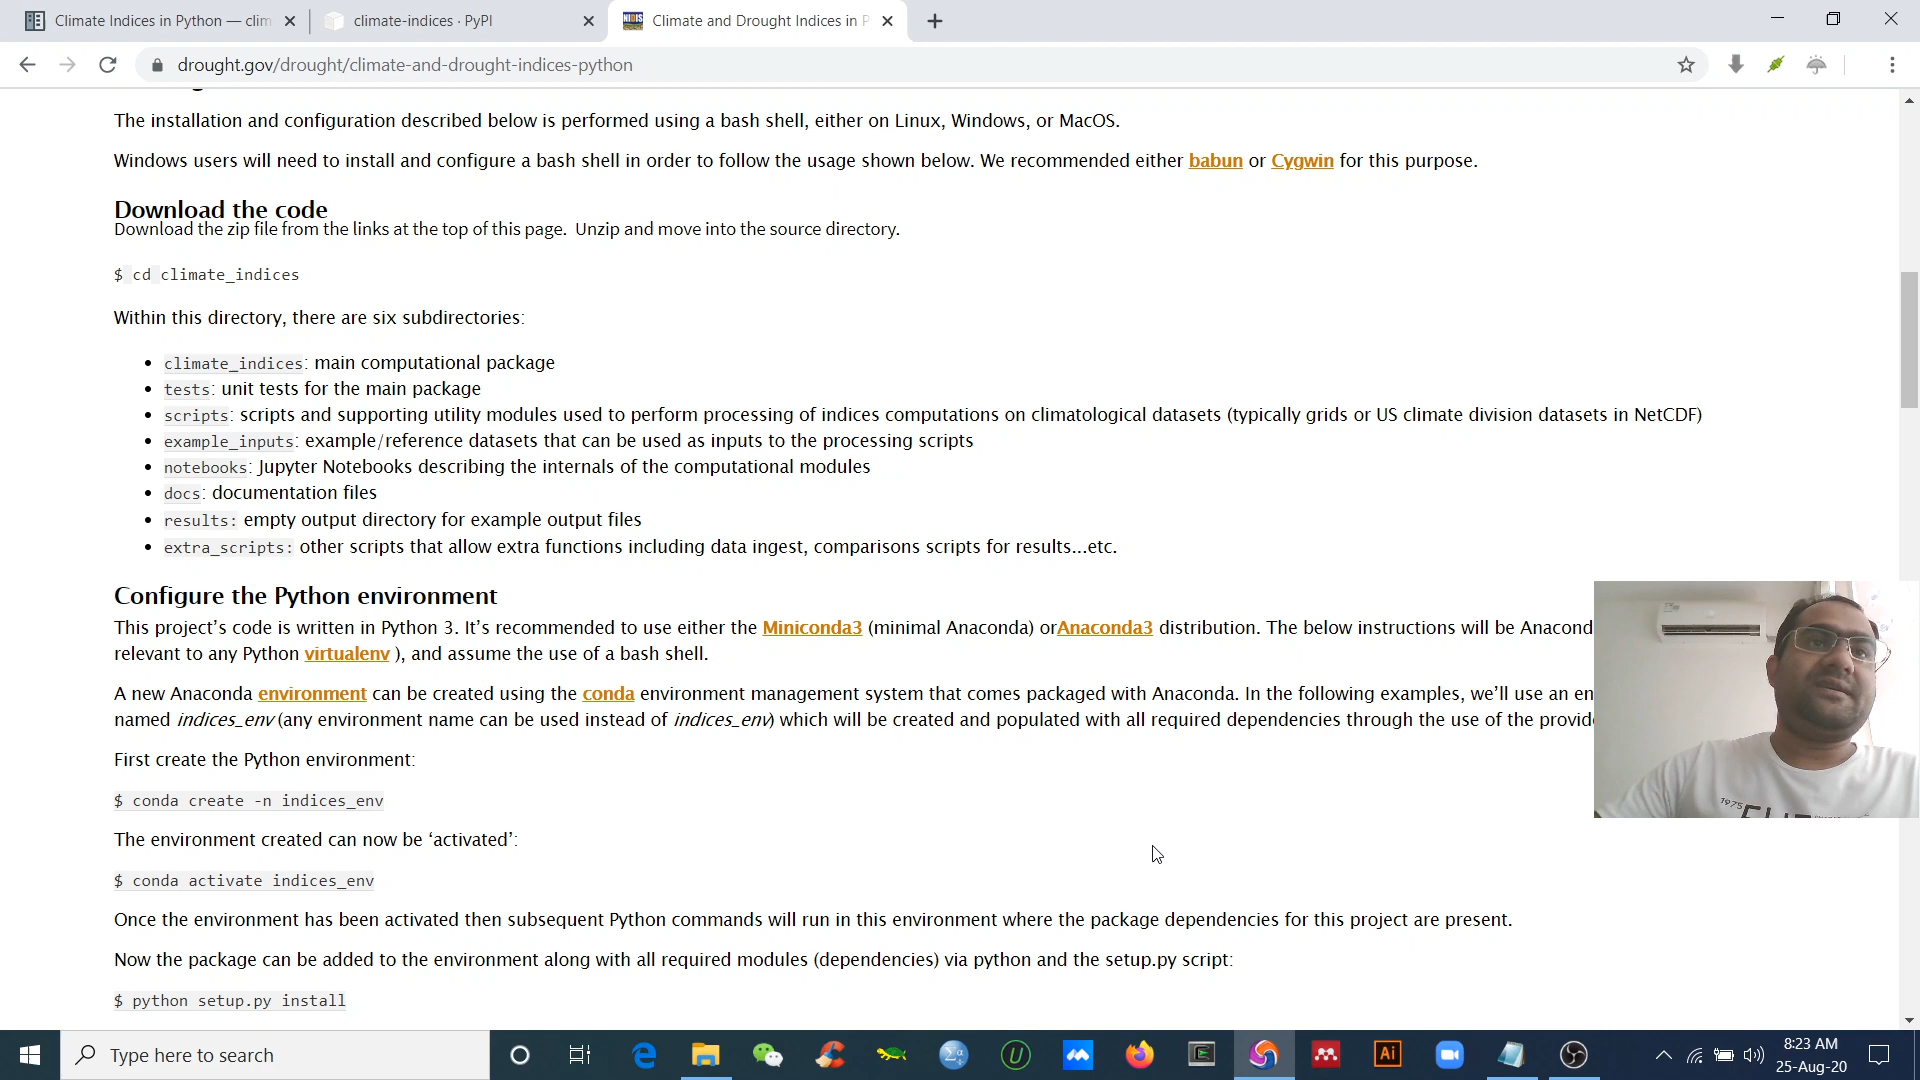 Climate Indices in Python — clim
climate-indices · PyPI
Climate and Drought Indices in P
drought.gov/drought/climate-and-drought-indices-python
The installation and configuration described below is performed using a bash shell, either on Linux, Windows, or MacOS.
Windows users will need to install and configure a bash shell in order to follow the usage shown below. We recommended either babun or Cygwin for this purpose.
Download the code
Download the zip file from the links at the top of this page. Unzip and move into the source directory.
$ cd climate_indices
Within this directory, there are six subdirectories:
• climate_indices: main computational package
• tests: unit tests for the main package
• scripts: scripts and supporting utility modules used to perform processing of indices computations on climatological datasets (typically grids or US climate division datasets in NetCDF)
• example_inputs: example/reference datasets that can be used as inputs to the processing scripts
• notebooks: Jupyter Notebooks describing the internals of the computational modules
• docs: documentation files
• results: empty output directory for example output files
• extra_scripts: other scripts that allow extra functions including data ingest, comparisons scripts for results...etc.
Configure the Python environment
This project's code is written in Python 3. It's recommended to use either the Miniconda3 (minimal Anaconda) orAnaconda3 distribution. The below instructions will be Anacond
relevant to any Python virtualenv ), and assume the use of a bash shell.
A new Anaconda environment can be created using the conda environment management system that comes packaged with Anaconda. In the following examples, we'll use an en
named indices_env (any environment name can be used instead of indices_env) which will be created and populated with all required dependencies through the use of the provid
First create the Python environment:
$ conda create -n indices_env
The environment created can now be ‘activated’:
$ conda activate indices_env
Once the environment has been activated then subsequent Python commands will run in this environment where the package dependencies for this project are present.
Now the package can be added to the environment along with all required modules (dependencies) via python and the setup.py script:
$ python setup.py install
1975
Type here to search
Ai
8:23 AM
25-Aug-20